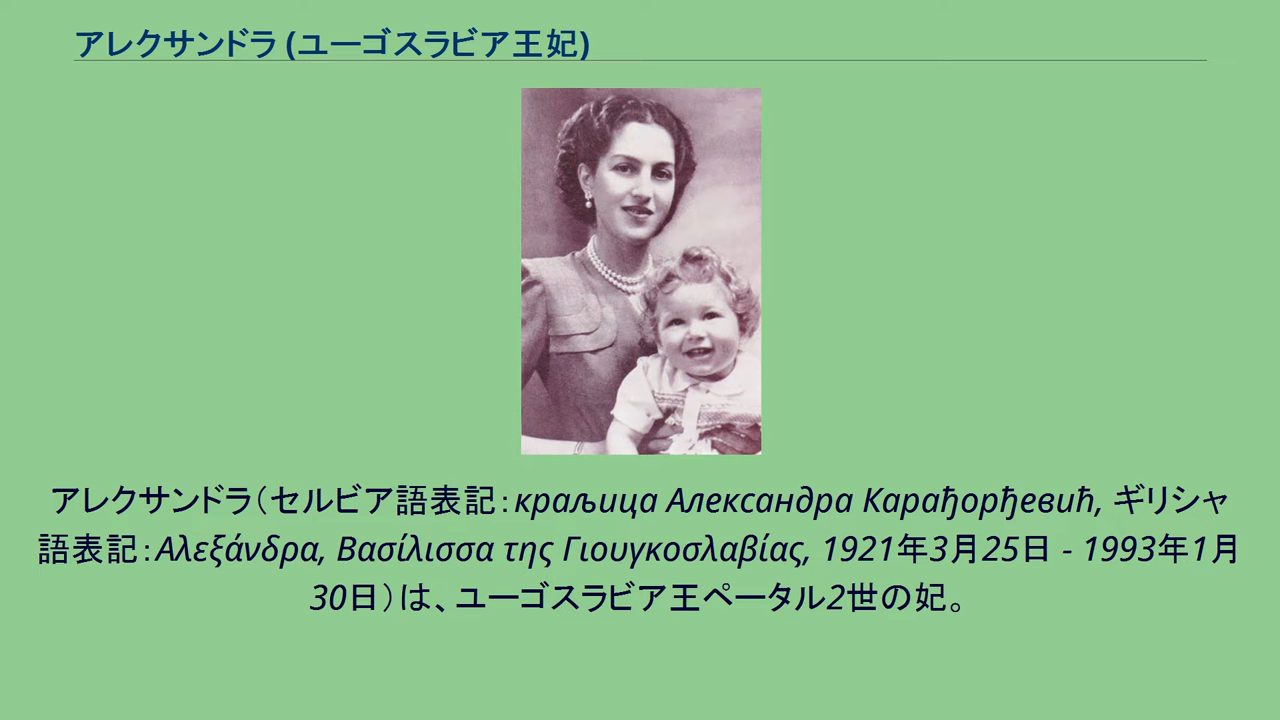 アレクサンドラ (ユーゴスラビア王妃)
アレクサンドラ（セルビア語表記：краљица Александра Карађорђевић, ギリシャ
語表記：Αλεξάνδρα, Βασίλισσα της Γιουγκοσλαβίας, 1921年3月25日 - 1993年1月
30日）は、ユーゴスラビア王ペータル2世の妃。